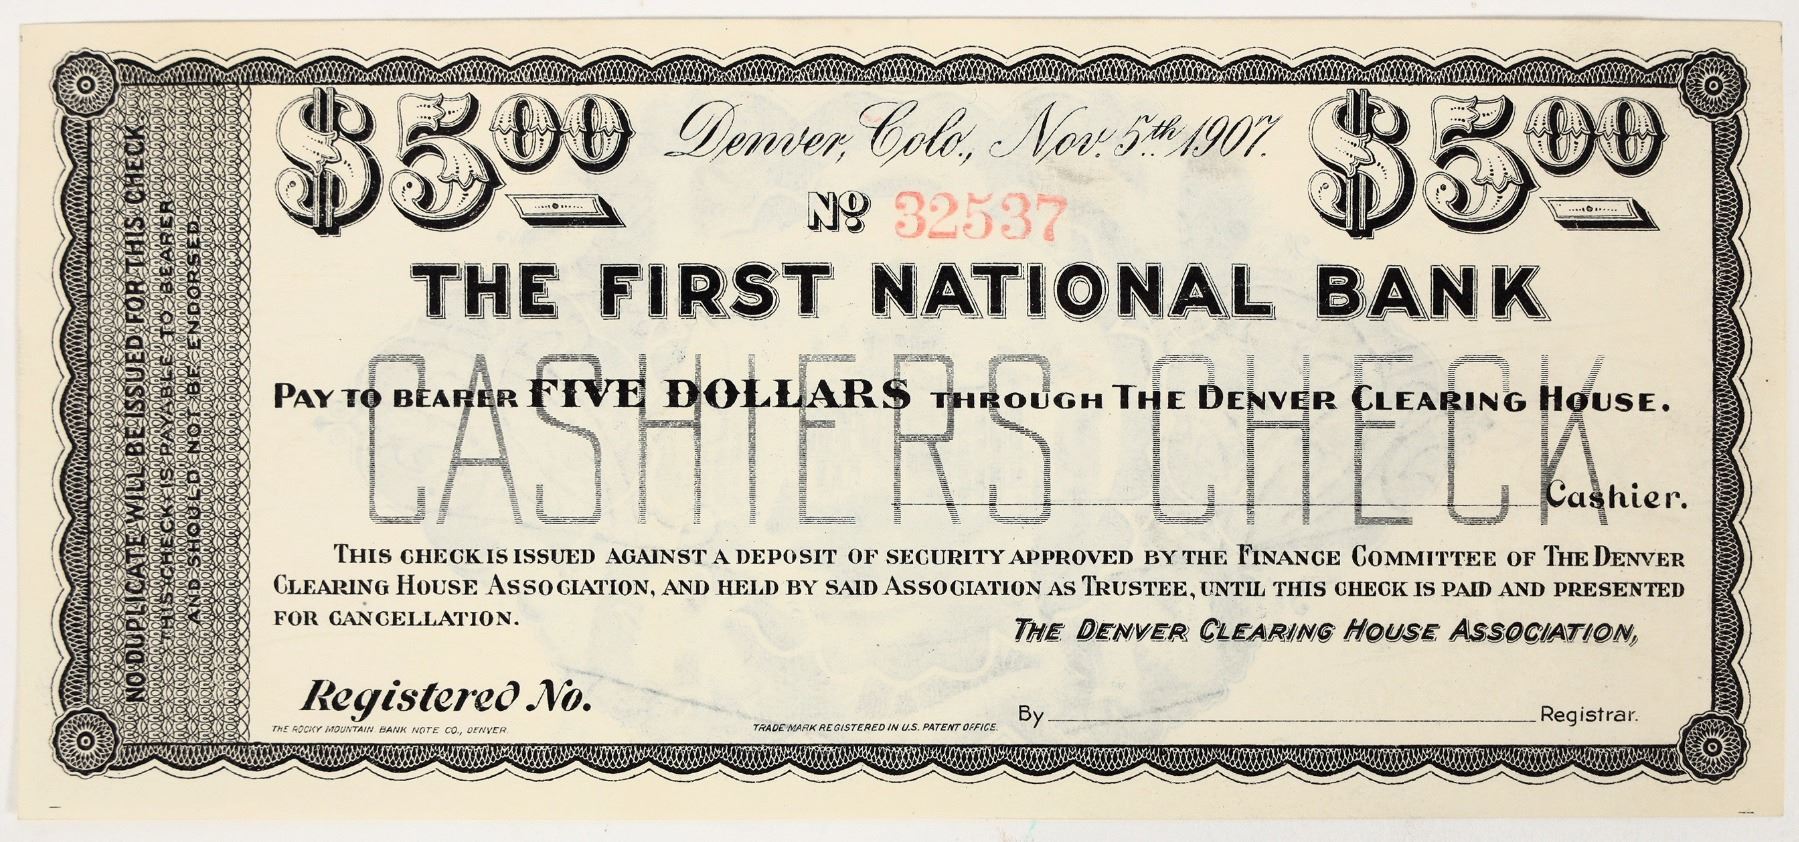 $5.00 Denver, Colo., Nov. 5th 1907. $5.00
No 32537
THE FIRST NATIONAL BANK
CASHIERS CHECK
PAY TO BEARER FIVE DOLLARS THROUGH THE DENVER CLEARING HOUSE.
Cashier.
THIS CHECK IS ISSUED AGAINST A DEPOSIT OF SECURITY APPROVED BY THE FINANCE COMMITTEE OF THE DENVER
CLEARING HOUSE ASSOCIATION, AND HELD BY SAID ASSOCIATION AS TRUSTEE, UNTIL THIS CHECK IS PAID AND PRESENTED
FOR CANCELLATION.
THE DENVER CLEARING HOUSE ASSOCIATION,
Registered No.
By Registrar.
THE ROCKY MOUNTAIN BANK NOTE CO., DENVER.
TRADE MARK REGISTERED IN U.S. PATENT OFFICE.
NO DUPLICATE WILL BE ISSUED FOR THIS CHECK
THIS CHECK IS PAYABLE TO BEARER
AND SHOULD NOT BE ENDORSED